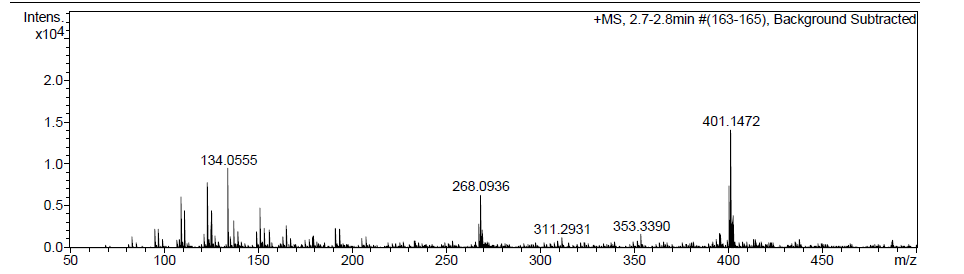 Intens.
x10⁴
+MS, 2.7-2.8min #(163-165), Background Subtracted
2.0
401.1472
1.5
134.0555
1.0
268.0936
0.5
311.2931
353.3390
0.0
50 100 150 200 250 300 350 400 450 m/z